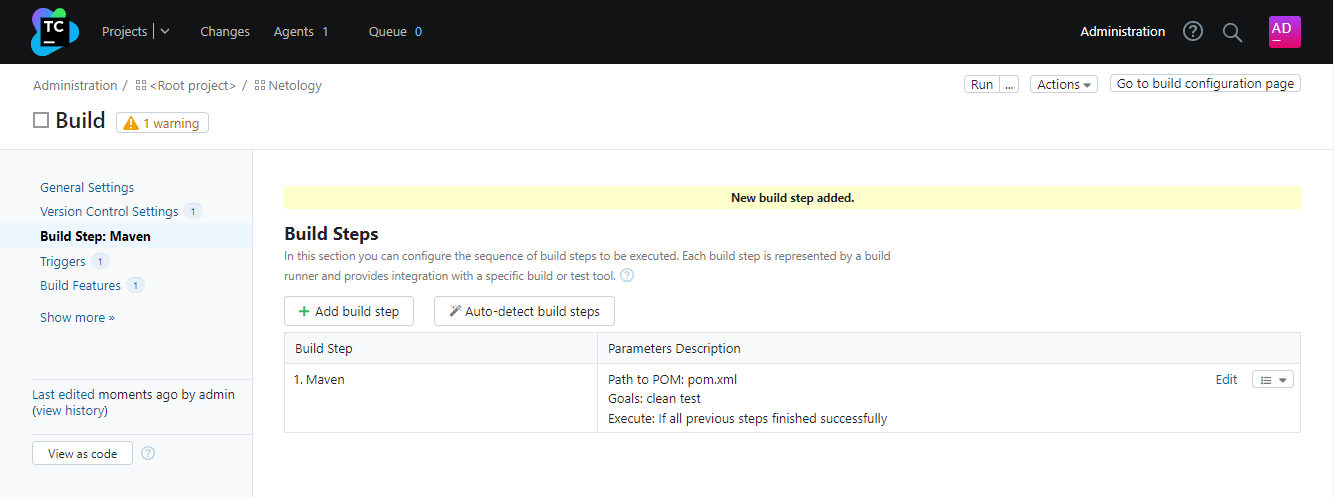 TC
Projects
Changes
Agents 1
Queue 0
Administration
AD
Administration / <Root project> / Netology
Run ...
Actions
Go to build configuration page
Build
1 warning
General Settings
Version Control Settings 1
Build Step: Maven
Triggers 1
Build Features 1
Show more »
Last edited moments ago by admin
(view history)
View as code
New build step added.
Build Steps
In this section you can configure the sequence of build steps to be executed. Each build step is represented by a build
runner and provides integration with a specific build or test tool.
Add build step
Auto-detect build steps
Build Step Parameters Description
1. Maven
Path to POM: pom.xml
Goals: clean test
Execute: If all previous steps finished successfully
Edit